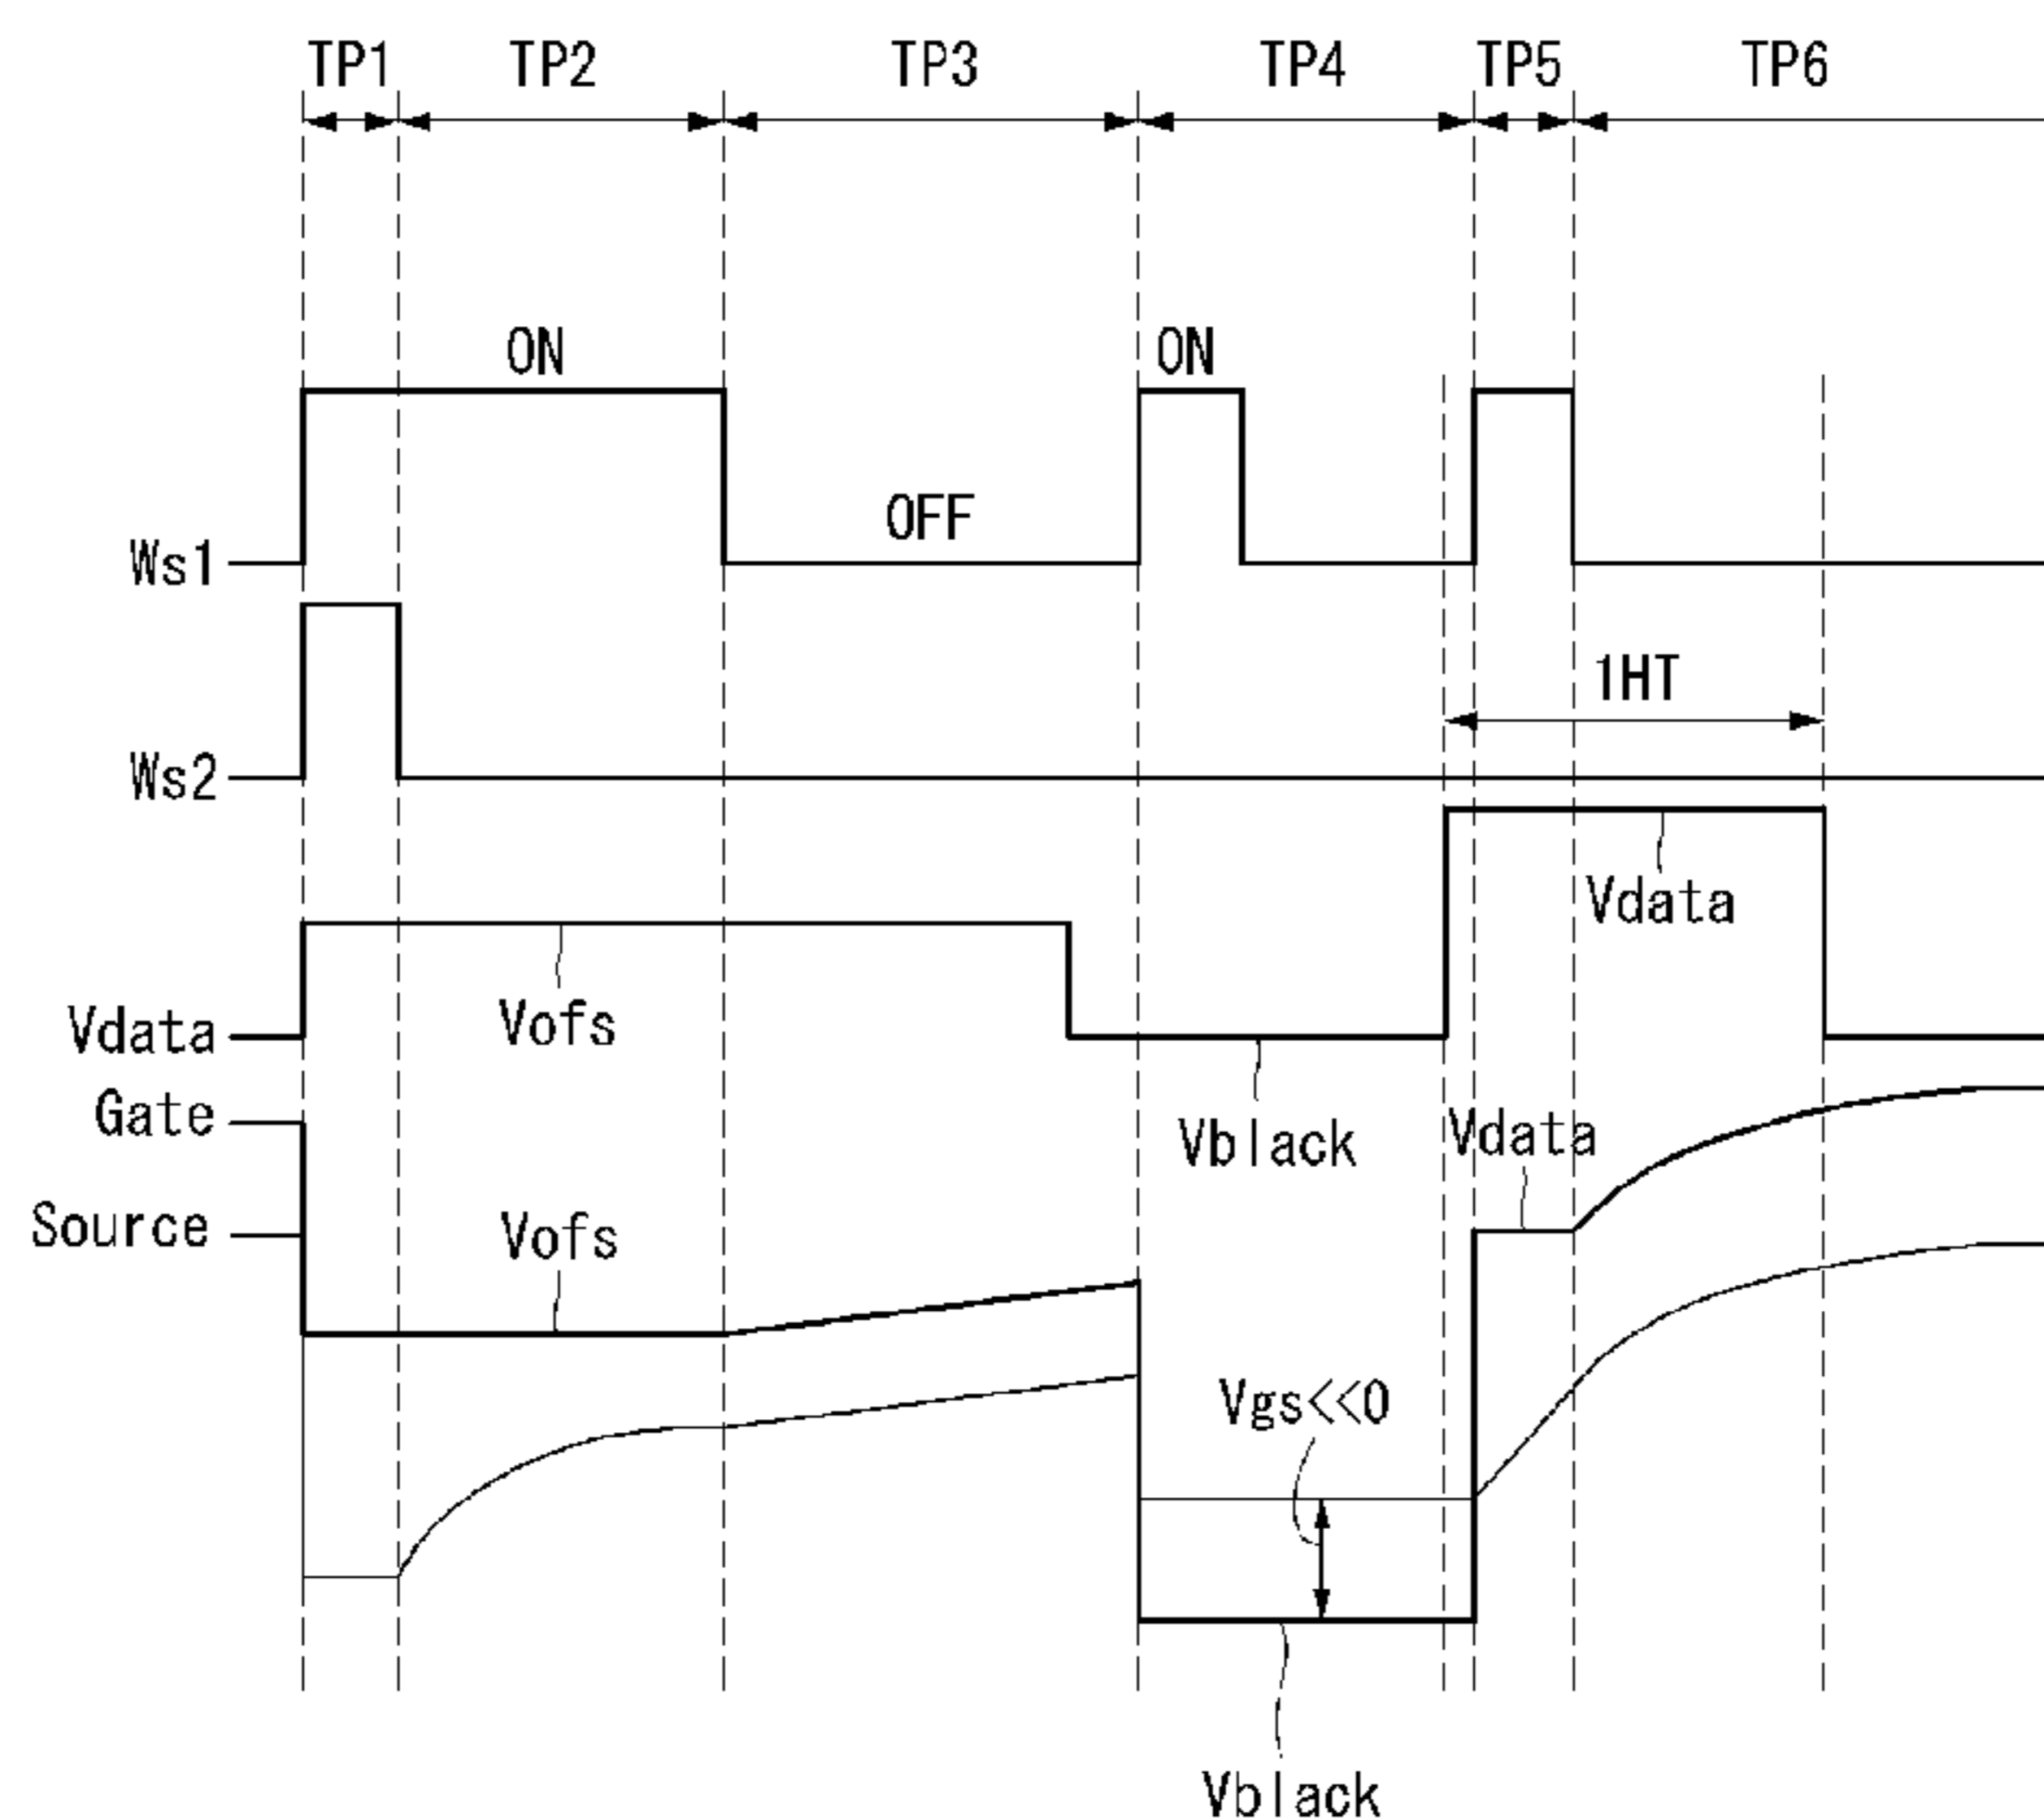 TP1 TP2 TP3 TP4 TP5 TP6
ON ON
OFF
Ws1
1HT
Ws2
Vdata
Vofs
Vdata
Gate
Vblack
Vdata
Source
Vofs
Vgs<<0
Vblack